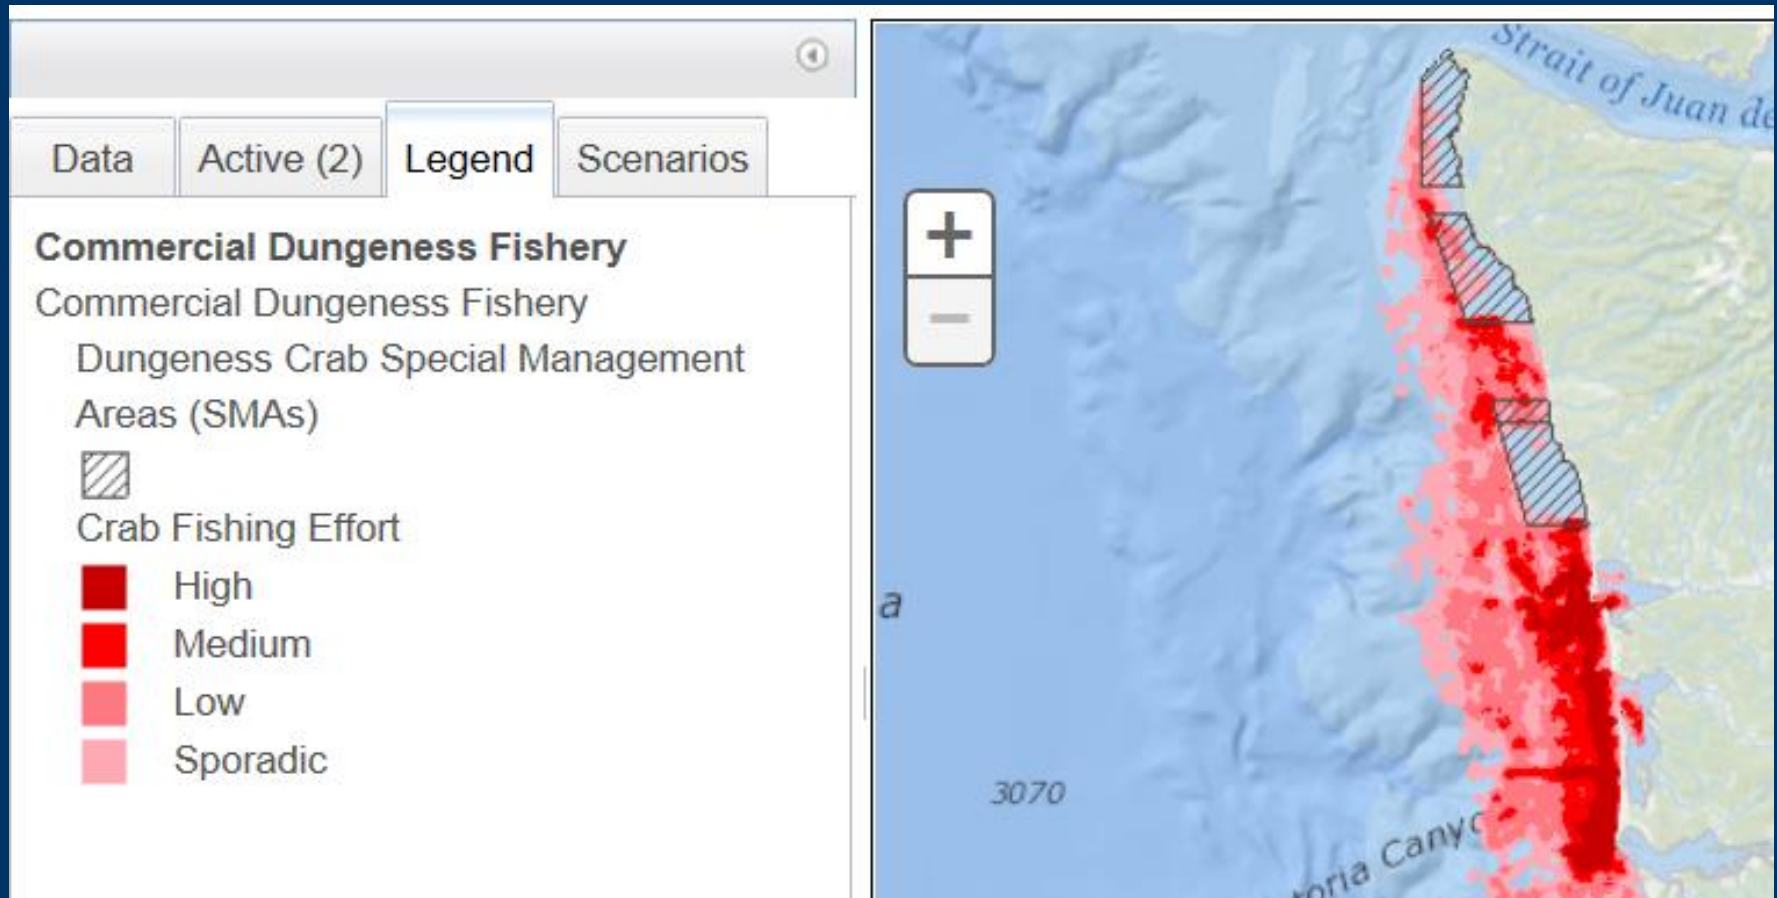 Data
Active (2)
Legend
Scenarios
Commercial Dungeness Fishery
Commercial Dungeness Fishery
Dungeness Crab Special Management
Areas (SMAs)
Crab Fishing Effort
High
Medium
Low
Sporadic
Strait of Juan de
+
−
a
3070
toria Canyo